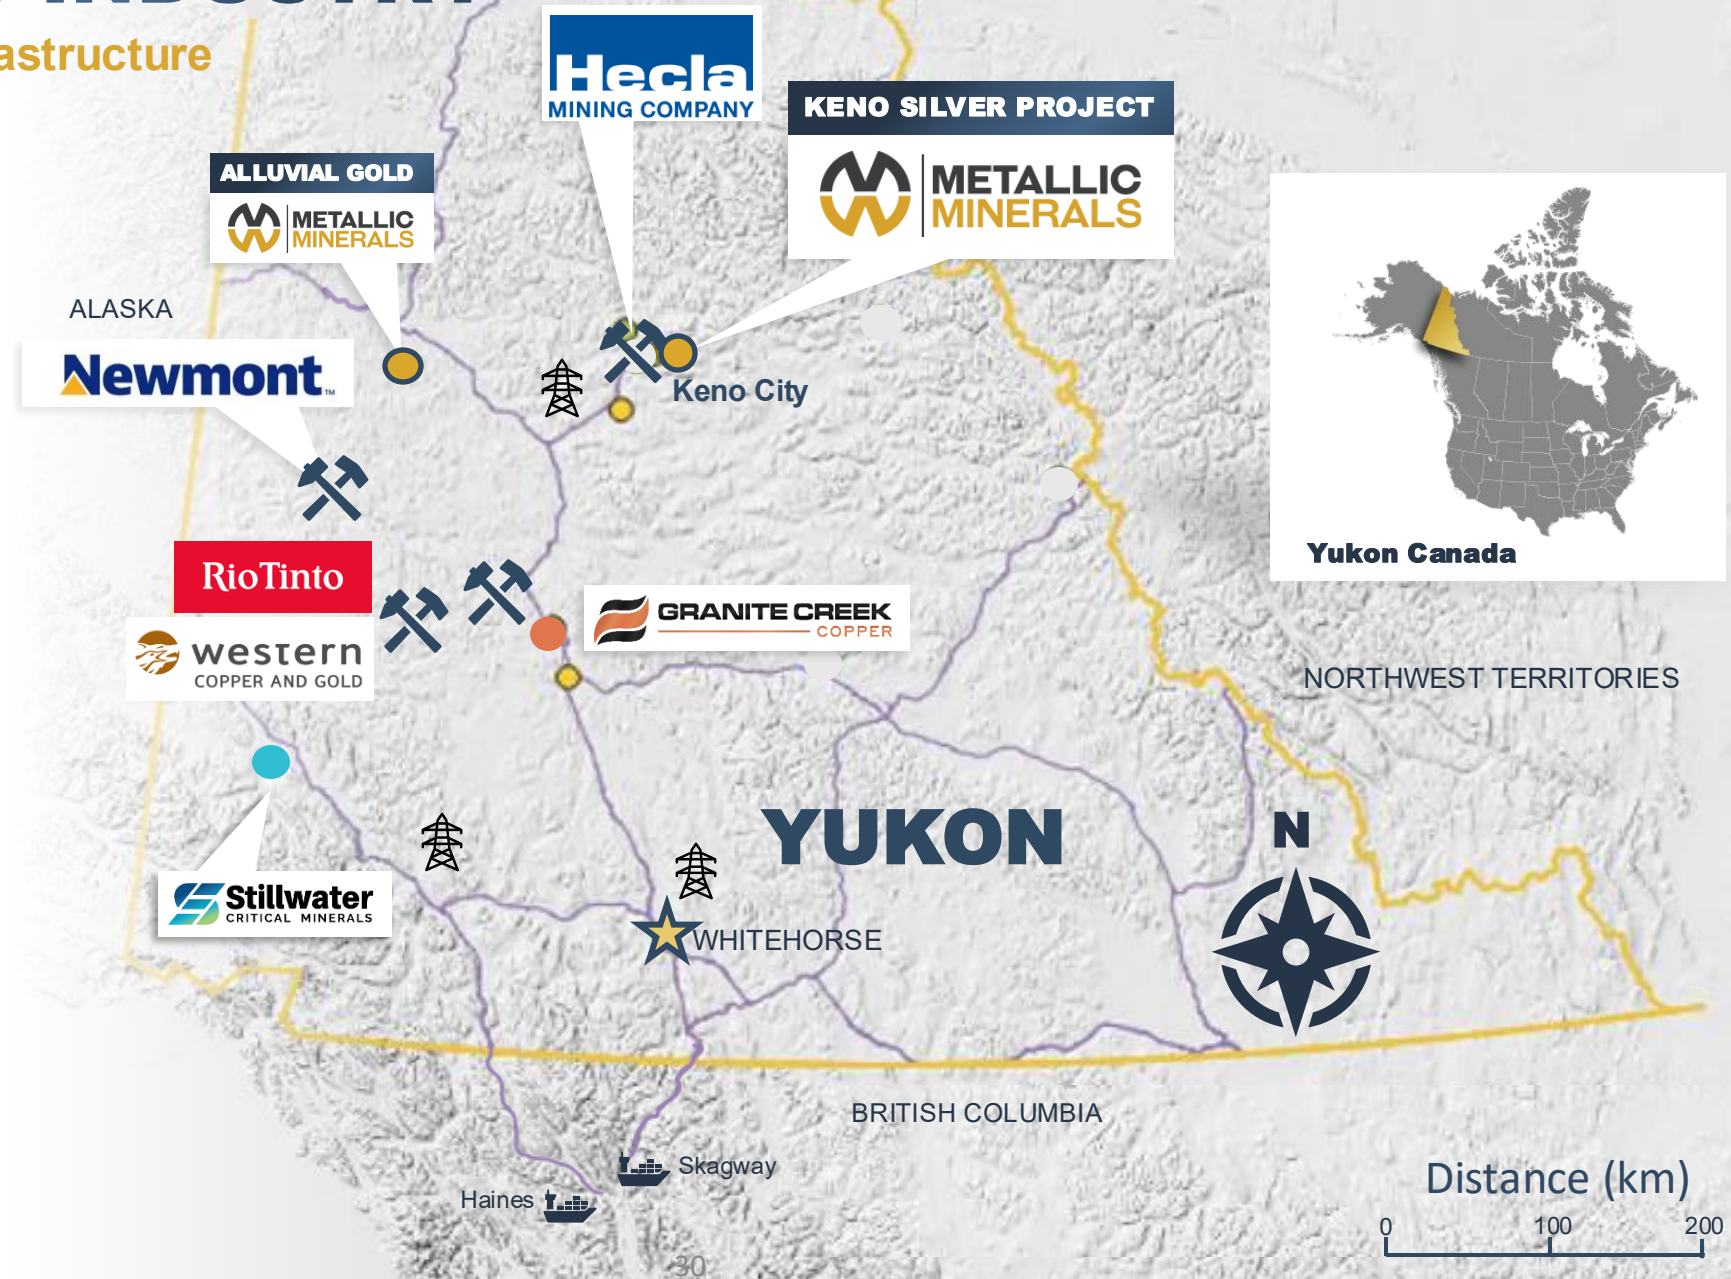 INDUSTRY
astructure
Hecla
MINING COMPANY
KENO SILVER PROJECT
METALLIC
MINERALS
ALLUVIAL GOLD
METALLIC
MINERALS
ALASKA
Newmont™
Keno City
Yukon Canada
RioTinto
western
COPPER AND GOLD
GRANITE CREEK
COPPER
NORTHWEST TERRITORIES
YUKON
N
Stillwater
CRITICAL MINERALS
WHITEHORSE
BRITISH COLUMBIA
Skagway
Haines
Distance (km)
0 100 200
30